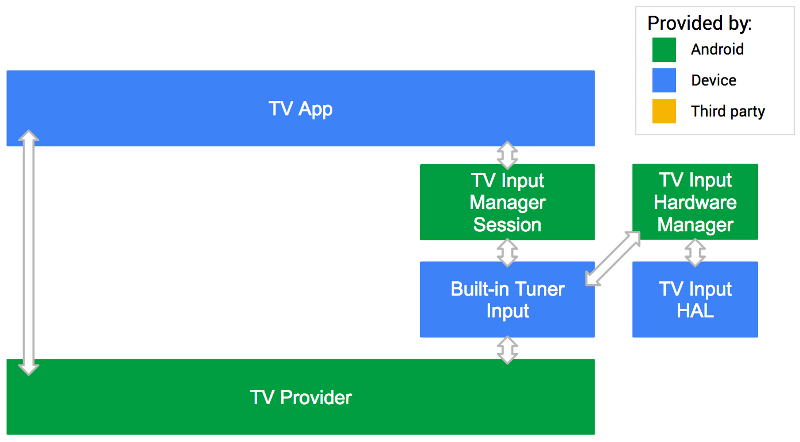 Provided by:
Android
Device
Third party
TV App
TV Input
Manager
Session
TV Input
Hardware
Manager
Built-in Tuner
Input
TV Input
HAL
TV Provider